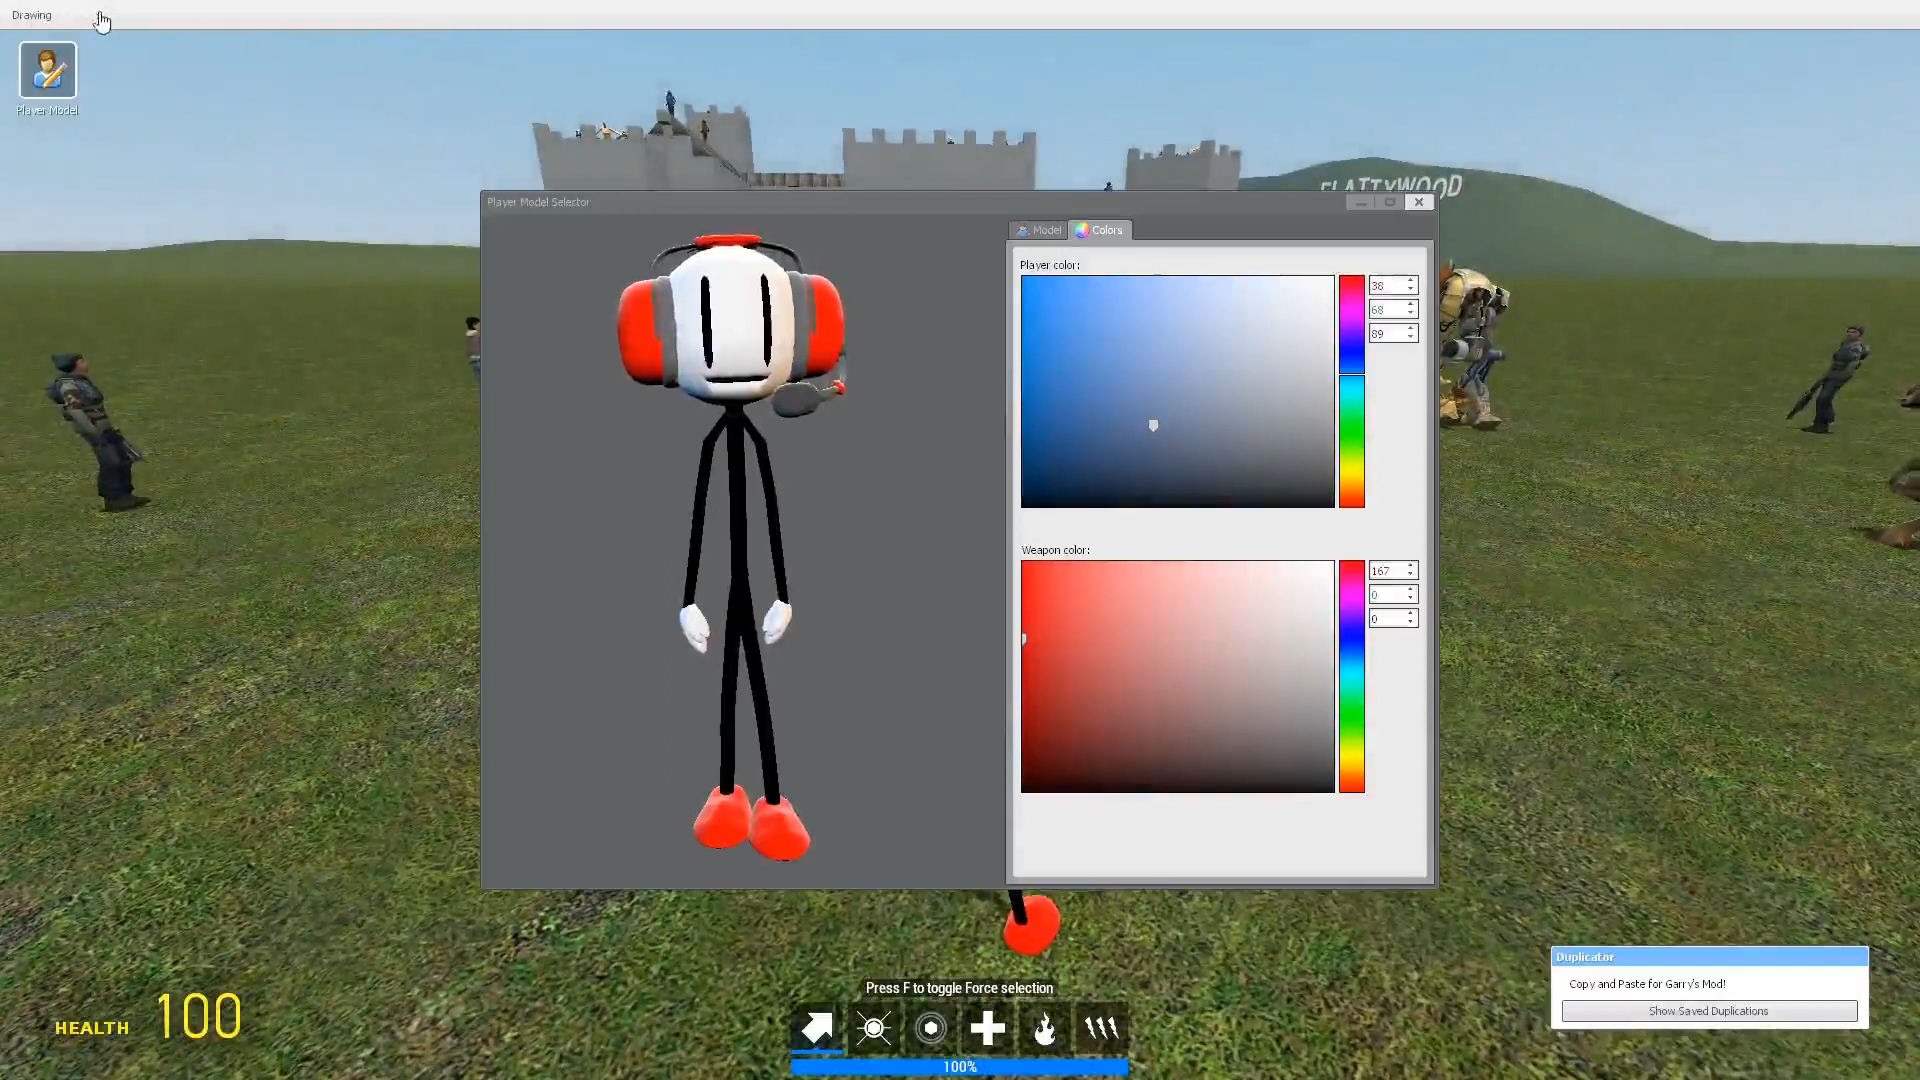 Drawing
Player Model
FLATTYWOOD
Player Model Selector
Model
Colors
Player color:
38
68
89
Weapon color:
167
0
0
Press F to toggle Force selection
HEALTH 100
100%
Duplicator
Copy and Paste for Garry's Mod!
Show Saved Duplications